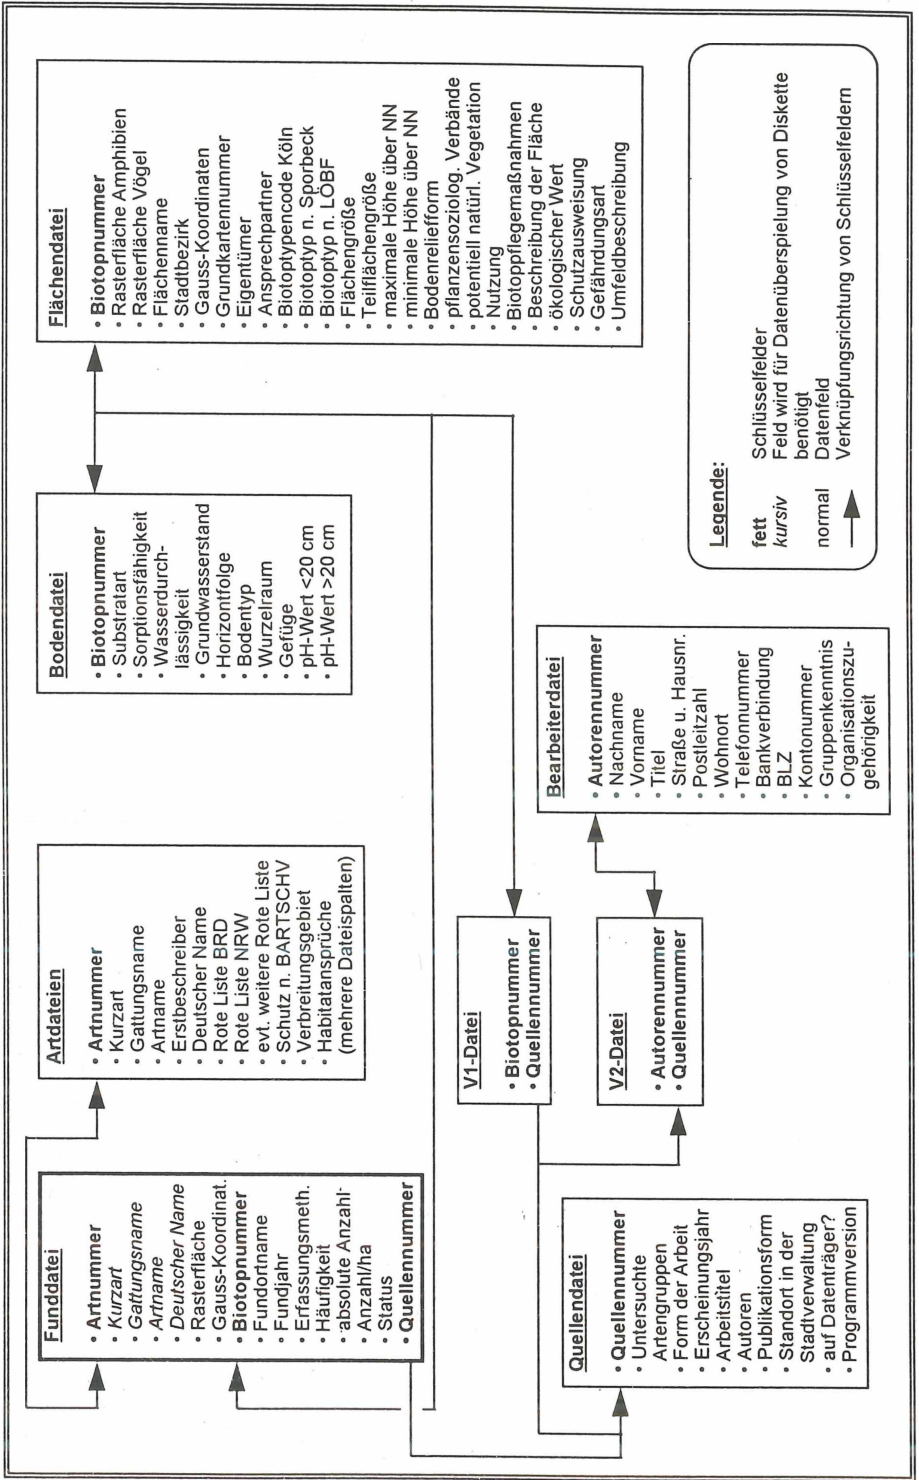 Funddatei
• Artnummer
• Kurzart
• Gattungsname
• Artname
• Deutscher Name
• Rasterfläche
• Gauss-Koordinat.
• Biotopnummer
• Fundortname
• Fundjahr
• Erfassungsmeth.
• Häufigkeit
• absolute Anzahl
• Anzahl/ha
• Status
• Quellennummer
Artdateien
• Artnummer
• Kurzart
• Gattungsname
• Artname
• Erstbeschreiber
• Deutscher Name
• Rote Liste BRD
• Rote Liste NRW
• evt. weitere Rote Liste
• Schutz n. BARTSCHV
• Verbreitungsgebiet
• Habitatansprüche
(mehrere Dateispalten)
Bodendatei
• Biotopnummer
• Substratart
• Sorptionsfähigkeit
• Wasserdurch-
lässigkeit
• Grundwasserstand
• Horizontfolge
• Bodentyp
• Wurzelraum
• Gefüge
• pH-Wert <20 cm
• pH-Wert >20 cm
Flächendatei
• Biotopnummer
• Rasterfläche Amphibien
• Rasterfläche Vögel
• Flächenname
• Stadtbezirk
• Gauss-Koordinaten
• Grundkartennummer
• Eigentümer
• Ansprechpartner
• Biotoptypencode Köln
• Biotoptyp n. Sporbeck
• Biotoptyp n. LÖBF
• Flächengröße
• Teilflächengröße
• maximale Höhe über NN
• minimale Höhe über NN
• Bodenreliefform
• pflanzensoziolog. Verbände
• potentiell natürl. Vegetation
• Nutzung
• Biotoppflegemaßnahmen
• Beschreibung der Fläche
• ökologischer Wert
• Schutzausweisung
• Gefährdungsart
• Umfeldbeschreibung
V1-Datei
• Biotopnummer
• Quellennummer
Quellendatei
• Quellennummer
• Untersuchte
Artengruppen
• Form der Arbeit
• Erscheinungsjahr
• Arbeitstitel
• Autoren
• Publikationsform
• Standort in der
Stadtverwaltung
• auf Datenträger?
• Programmversion
V2-Datei
• Autorennummer
• Quellennummer
Bearbeiterdatei
• Autorennummer
• Nachname
• Vorname
• Titel
• Straße u. Hausnr.
• Postleitzahl
• Wohnort
• Telefonnummer
• Bankverbindung
• BLZ
• Kontonummer
• Gruppenkenntnis
• Organisationszu-
gehörigkeit
Legende:
fett Schlüsselfelder
kursiv Feld wird für Datenüberspielung von Diskette
benötigt
normal Datenfeld
Verknüpfungsrichtung von Schlüsselfeldern